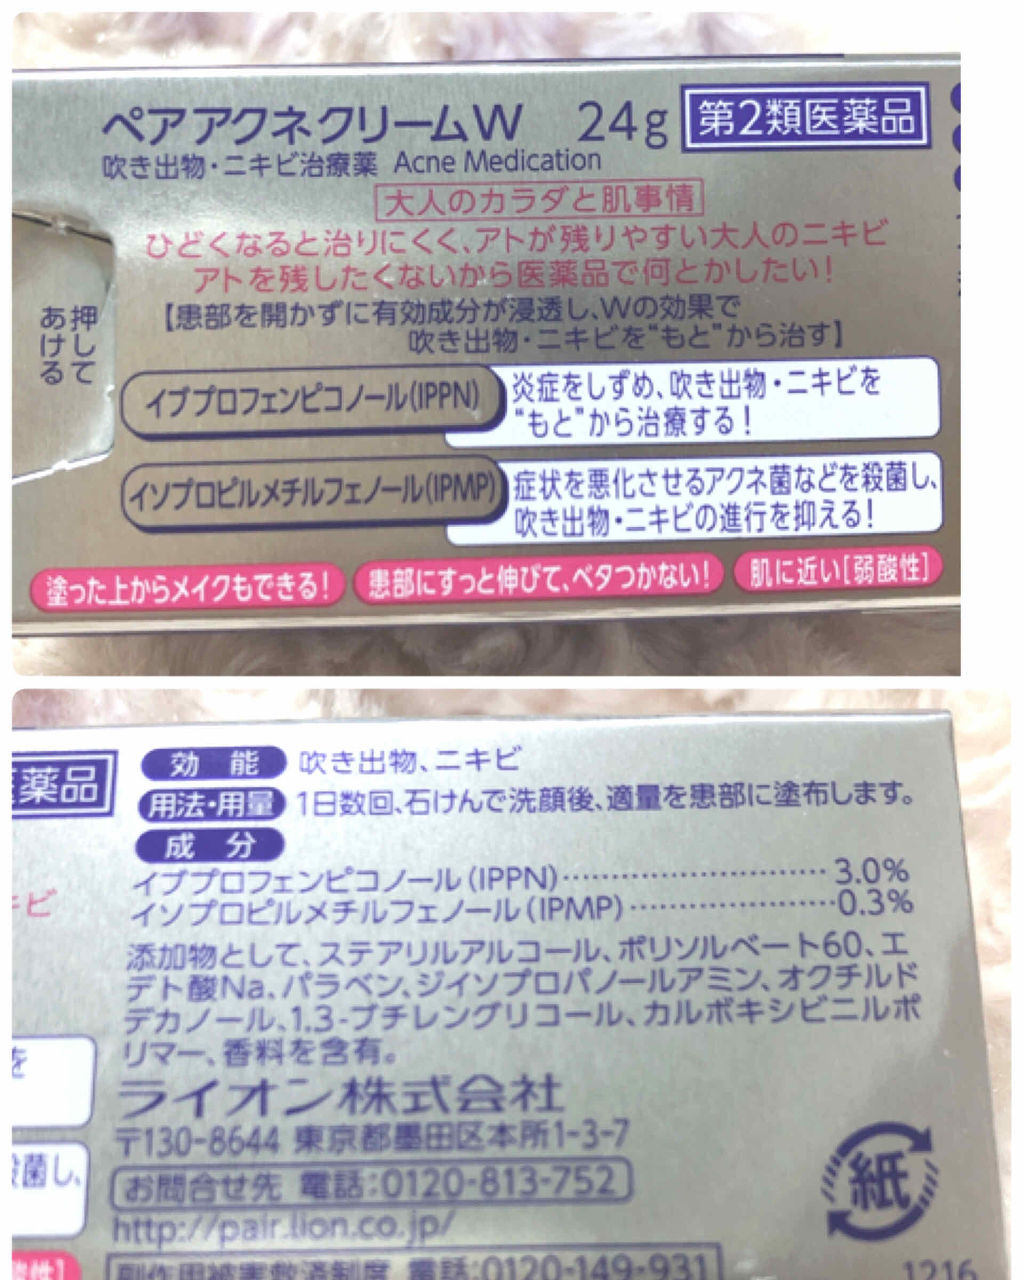 ペアアクネクリームW 24g 第2類医薬品
吹き出物・ニキビ治療薬 Acne Medication
大人のカラダと肌事情
ひどくなると治りにくく、アトが残りやすい大人のニキビ
アトを残したくないから医薬品で何とかしたい!
【患部を開かずに有効成分が浸透し、Wの効果で
吹き出物・ニキビを“もと”から治す】
押して
あける
イブプロフェンピコノール(IPPN)
炎症をしずめ、吹き出物・ニキビを
“もと”から治療する!
イソプロピルメチルフェノール(IPMP)
症状を悪化させるアクネ菌などを殺菌し、
吹き出物・ニキビの進行を抑える!
塗った上からメイクもできる! 患部にすっと伸びて、ベタつかない! 肌に近い[弱酸性]
薬品
効能 吹き出物、ニキビ
用法・用量 1日数回、石けんで洗顔後、適量を患部に塗布します。
成分
イブプロフェンピコノール(IPPN)……………………3.0%
イソプロピルメチルフェノール(IPMP)………………0.3%
添加物として、ステアリルアルコール、ポリソルベート60、エ
デト酸Na、パラベン、ジイソプロパノールアミン、オクチルド
デカノール、1,3-ブチレングリコール、カルボキシビニルポ
リマー、香料を含有。
ビ
を
菌し、
酸性]
ライオン株式会社
〒130-8644 東京都墨田区本所1-3-7
お問合せ先 電話:0120-813-752
http://pair.lion.co.jp/
副作用被害救済制度 電話:0120-149-931
紙
1216